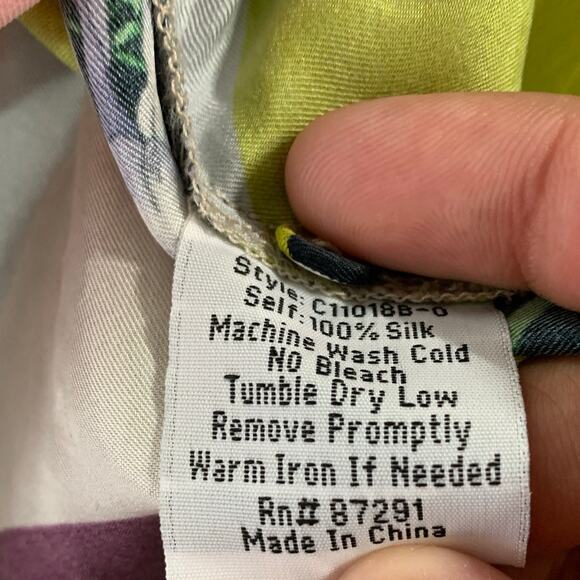 Style: C11018B-6
Self: 100% Silk
Machine Wash Cold
No Bleach
Tumble Dry Low
Remove Promptly
Warm Iron If Needed
Rn# 87291
Made In China